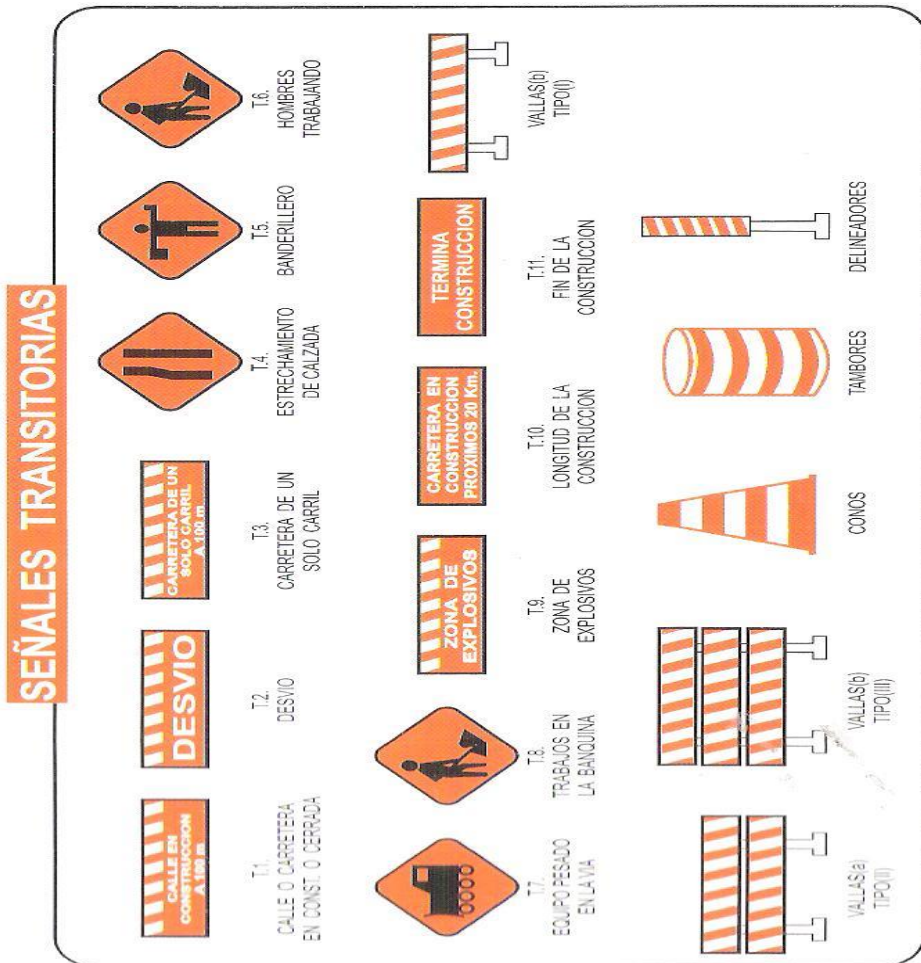 SEÑALES TRANSITORIAS
CALLE EN
CONSTRUCCION
A 100 m
T.1.
CALLE O CARRETERA
EN CONST. O CERRADA
DESVIO
T.2.
DESVIO
CARRETERA DE UN
SOLO CARRIL
A 100 m
T.3.
CARRETERA DE UN
SOLO CARRIL
T.4.
ESTRECHAMIENTO
DE CALZADA
T.5.
BANDERILLERO
T.6.
HOMBRES
TRABAJANDO
T.7.
EQUIPO PESADO
EN LA VIA
T.8.
TRABAJOS EN
LA BANQUINA
ZONA DE
EXPLOSIVOS
T.9.
ZONA DE
EXPLOSIVOS
CARRETERA EN
CONSTRUCCION
PROXIMOS 20 Km.
T.10.
LONGITUD DE LA
CONSTRUCCION
TERMINA
CONSTRUCCION
T.11.
FIN DE LA
CONSTRUCCION
VALLAS(b)
TIPO(I)
VALLAS(a)
TIPO(II)
VALLAS(b)
TIPO(III)
CONOS
TAMBORES
DELINEADORES